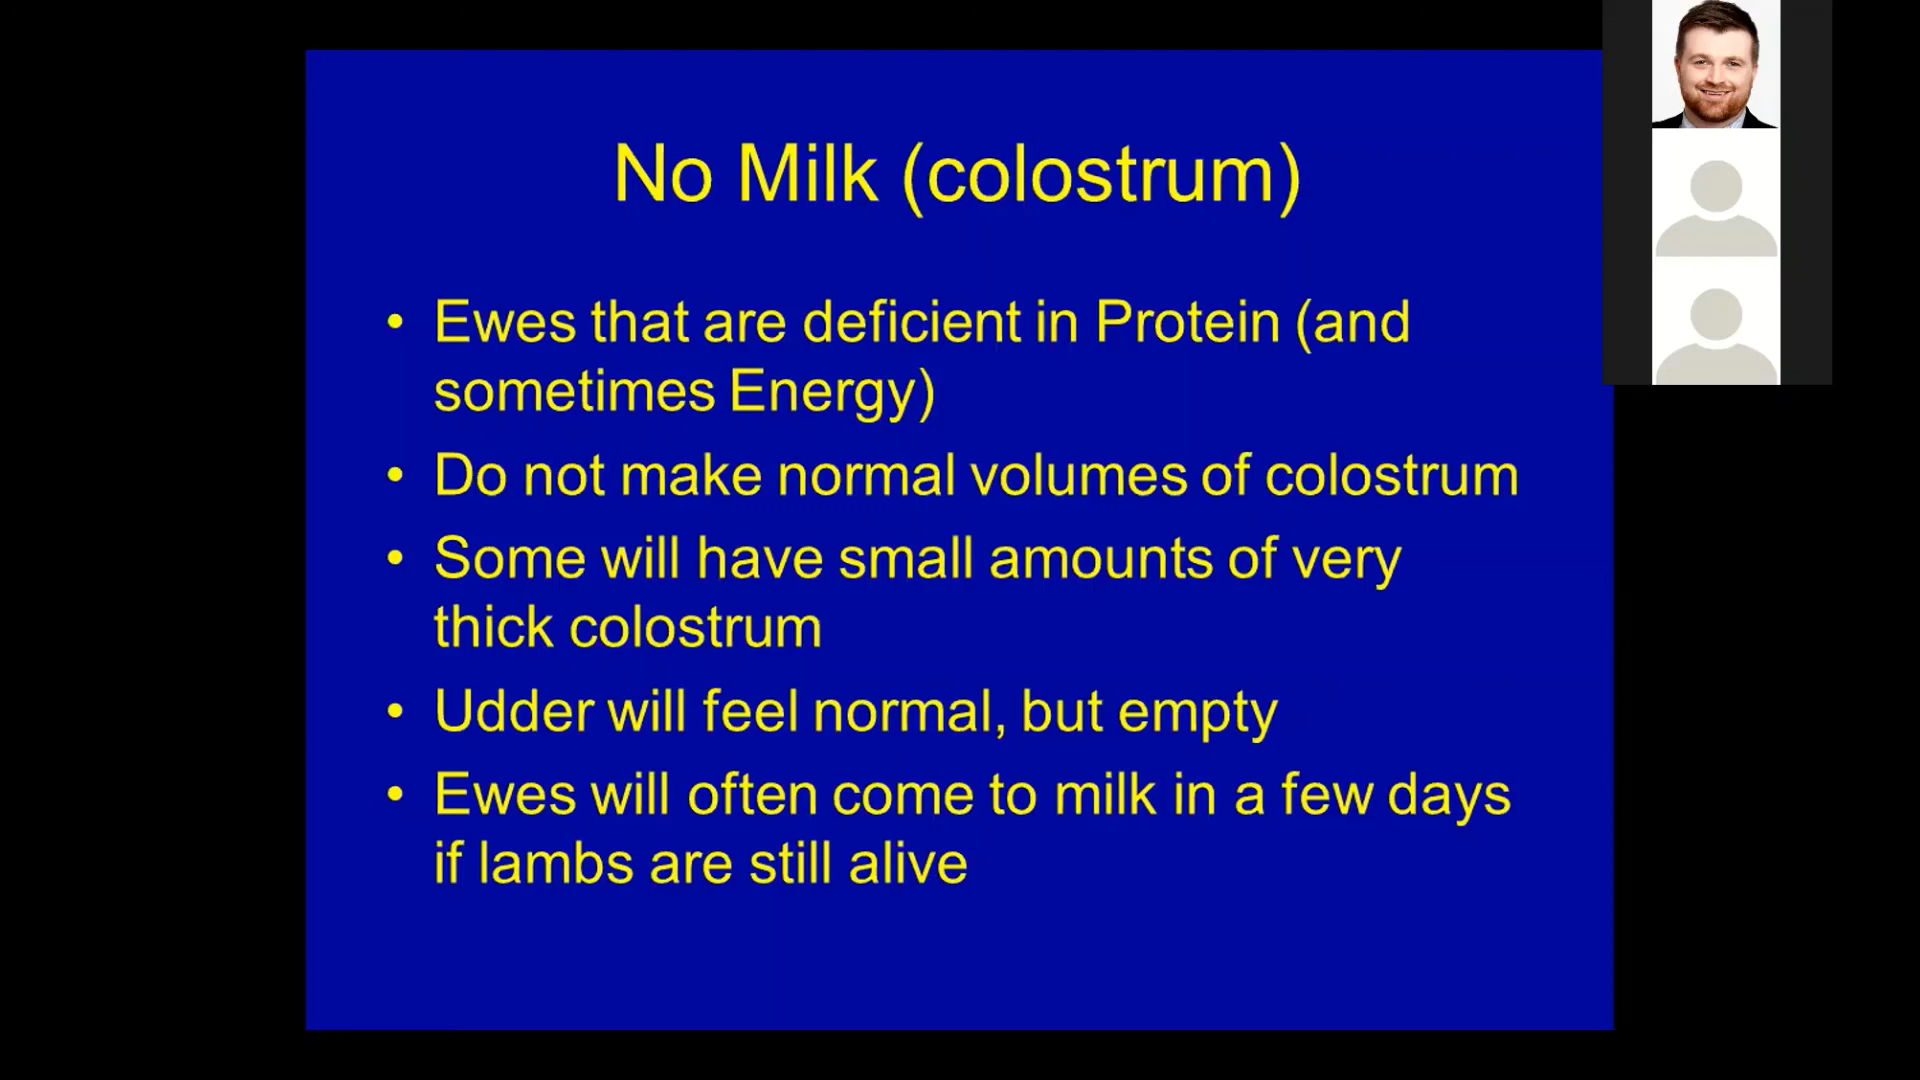 No Milk (colostrum)
• Ewes that are deficient in Protein (and
sometimes Energy)
• Do not make normal volumes of colostrum
• Some will have small amounts of very
thick colostrum
• Udder will feel normal, but empty
• Ewes will often come to milk in a few days
if lambs are still alive